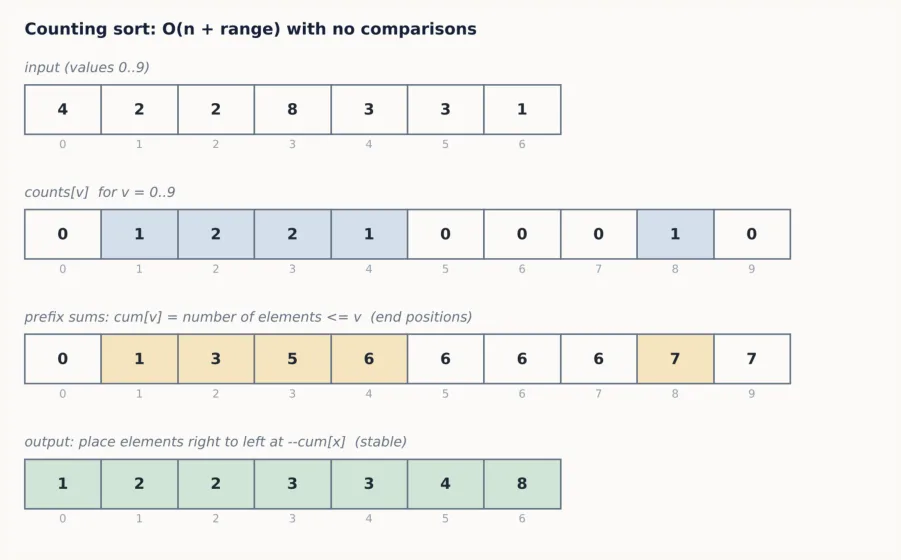 Counting sort: O(n + range) with no comparisons
input (values 0..9)
4 2 2 8 3 3 1
0 1 2 3 4 5 6
counts[v] for v = 0..9
0 1 2 2 1 0 0 0 1 0
0 1 2 3 4 5 6 7 8 9
prefix sums: cum[v] = number of elements <= v (end positions)
0 1 3 5 6 6 6 6 7 7
0 1 2 3 4 5 6 7 8 9
output: place elements right to left at --cum[x] (stable)
1 2 2 3 3 4 8
0 1 2 3 4 5 6